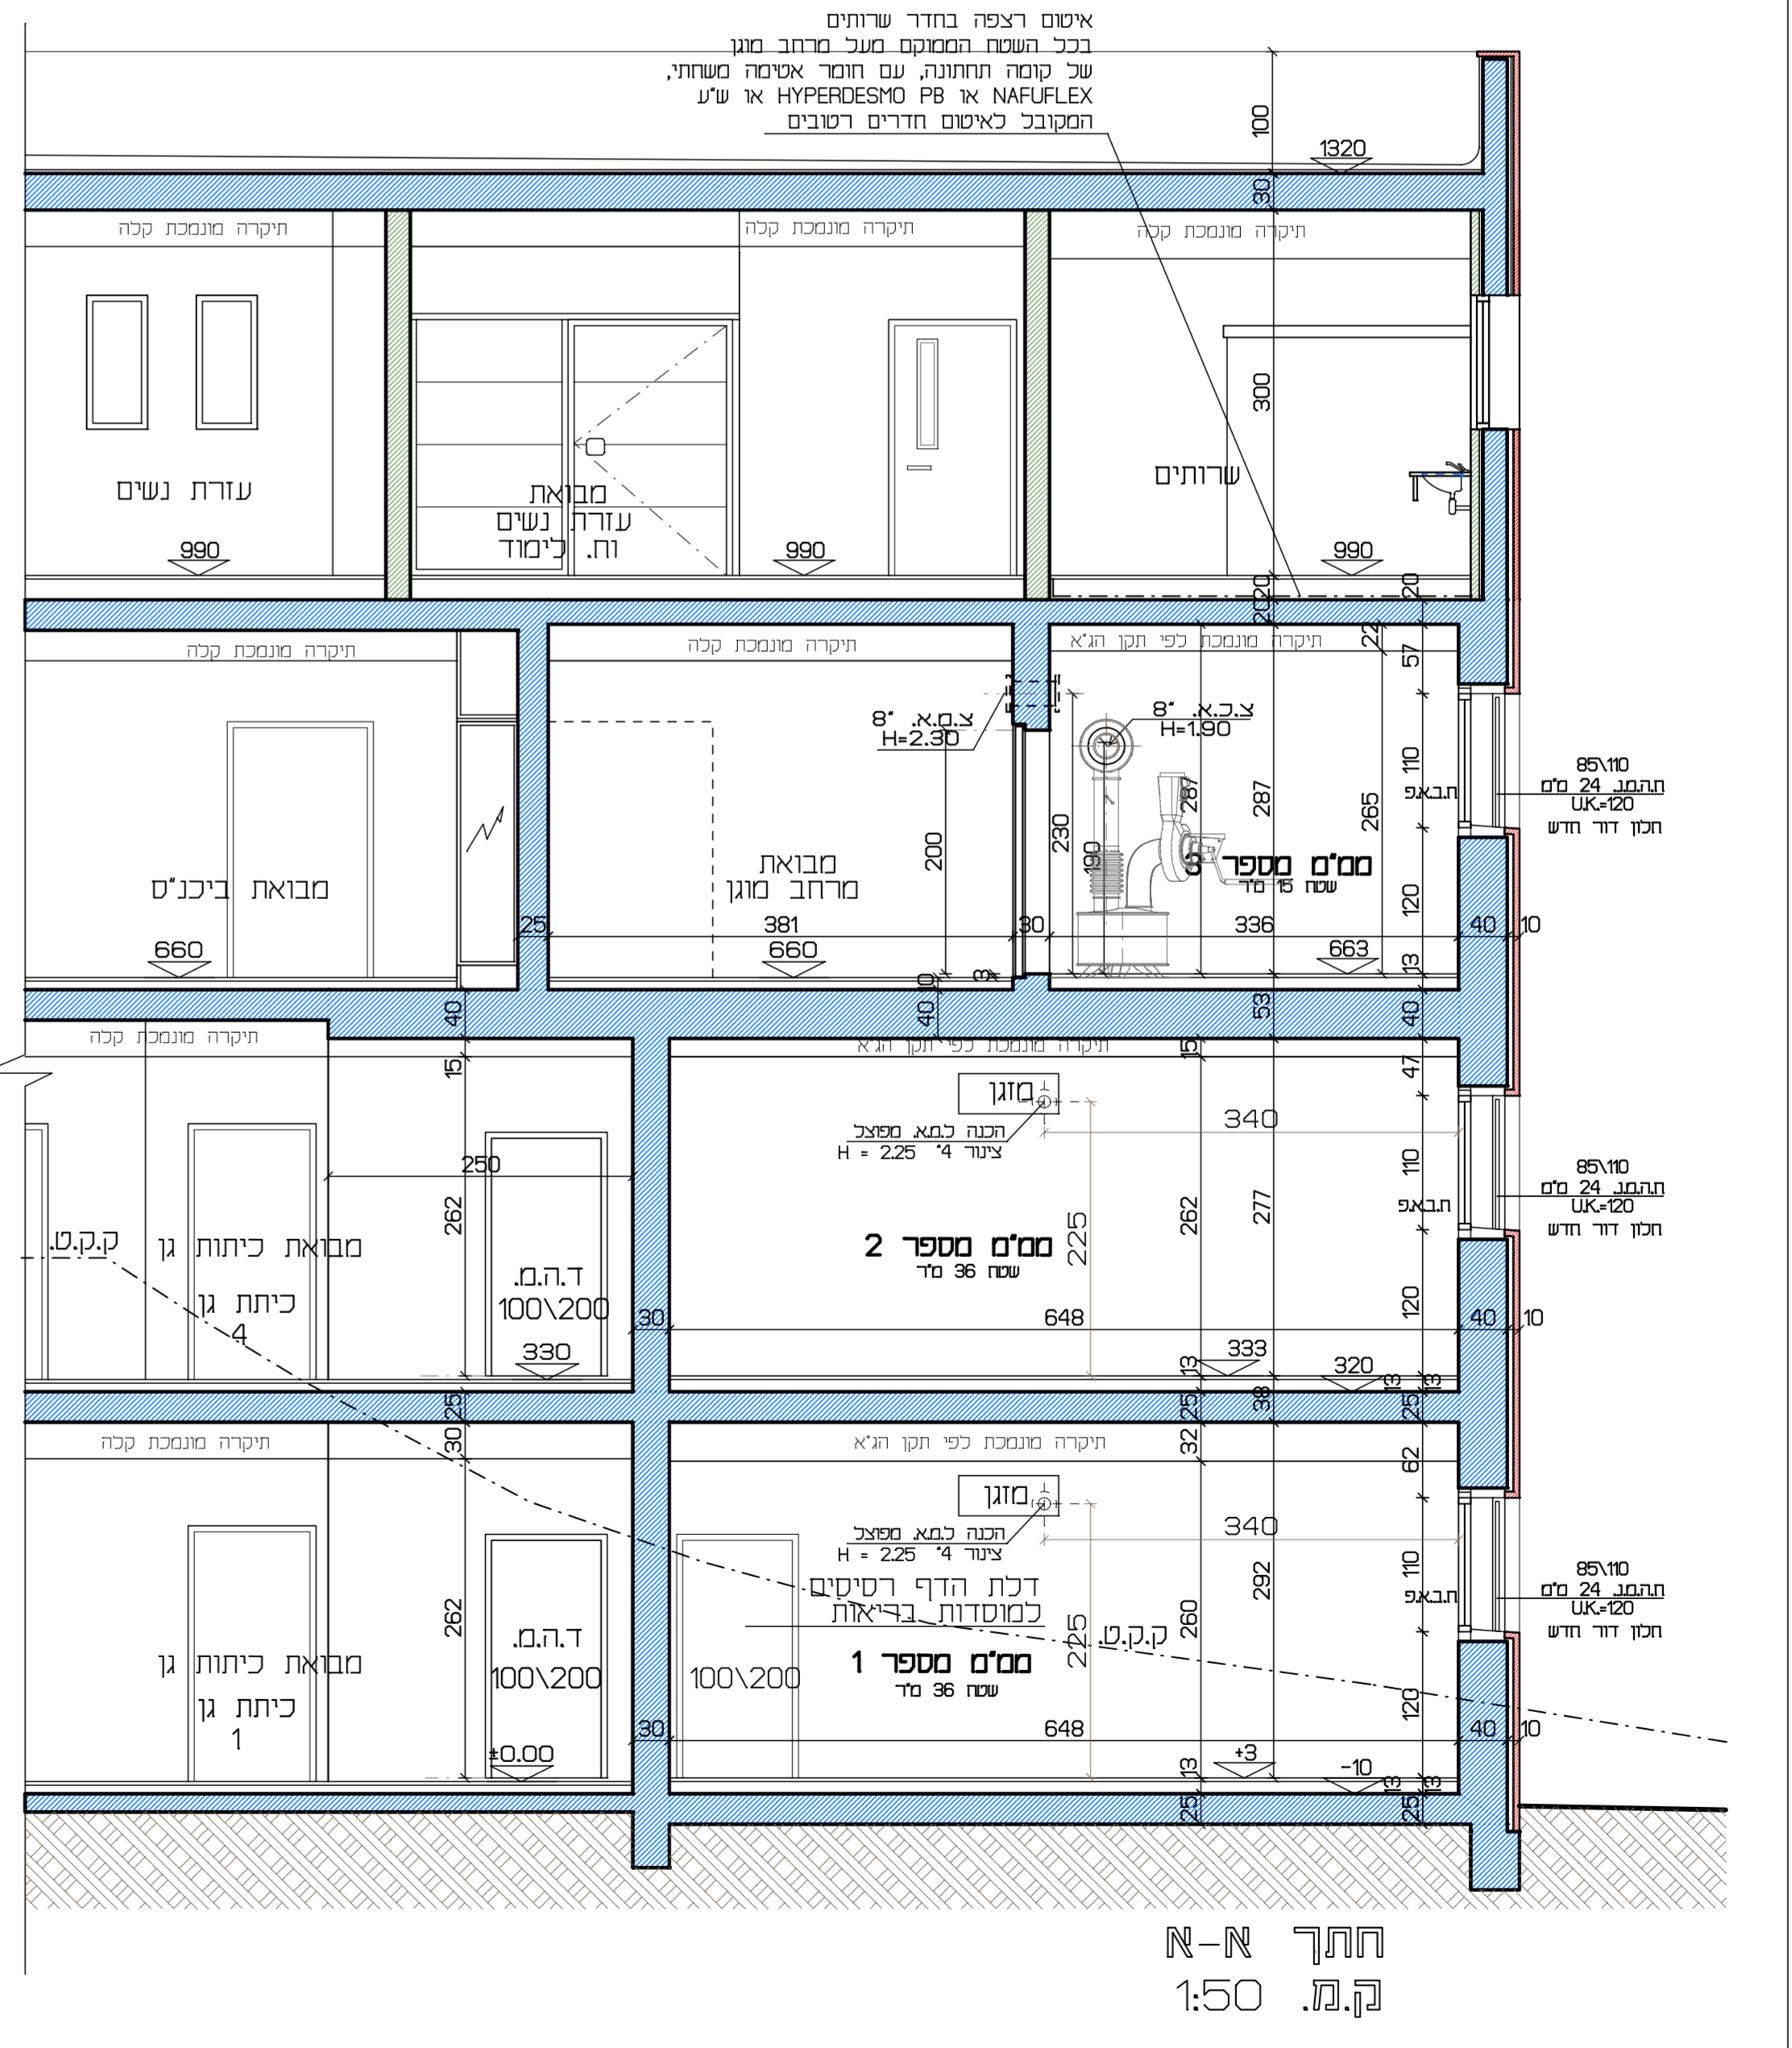 איטום רצפה בחדר שרותים
בכל השטח הממוקם מעל מרחב מוגן
של קומה תחתונה, עם חומר אטימה משחתי,
NAFUFLEX או HYPERDESMO PB או ש"ע
המקובל לאיטום חדרים רטובים
100
1320
30
תיקרה מונמכת קלה
תיקרה מונמכת קלה
תיקרה מונמכת קלה
300
עזרת נשים
מבואת
עזרת נשים
וח. לימוד
שרותים
990
990
990
20
20
20
תיקרה מונמכת קלה
תיקרה מונמכת קלה
תיקרה מונמכת לפי תקן הג"א
22
57
צ.מ.א. 8"
H=2.30
צ.כ.א. 8"
H=1.90
287
287
265
110
ח.ב.א.פ
85\110
ח.ה.מ.נ. 24 מ"מ
U.K.=120
חלון דור חדש
200
230
190
מבואת ביכנ"ס
מבואת
מרחב מוגן
ממ"מ מספר 3
שטח 15 מ"ר
120
25
381
30
336
40
10
660
660
663
13
10
3
40
40
53
40
תיקרה מונמכת קלה
תיקרה מונמכת לפי תקן הג"א
15
15
47
מזגן
הכנה ל.מ.א. מפוצל
צינור 4" H = 2.25
340
250
262
225
262
277
110
ח.ב.א.פ
85\110
ח.ה.מ.נ. 24 מ"מ
U.K.=120
חלון דור חדש
ק.ק.ט.
מבואת כיתות גן
כיתת גן
4
ד.ה.מ.
100\200
ממ"מ מספר 2
שטח 36 מ"ר
120
30
648
40
10
330
333
320
13
13
13
25
25
38
25
תיקרה מונמכת קלה
תיקרה מונמכת לפי תקן הג"א
30
32
62
מזגן
הכנה ל.מ.א. מפוצל
צינור 4" H = 2.25
340
דלת הדף רסיסים
למוסדות בריאות
262
225
260
292
110
ח.ב.א.פ
85\110
ח.ה.מ.נ. 24 מ"מ
U.K.=120
חלון דור חדש
ק.ק.ט.
מבואת כיתות גן
כיתת גן
1
ד.ה.מ.
100\200
100\200
ממ"מ מספר 1
שטח 36 מ"ר
120
30
648
40
10
±0.00
+3
-10
13
13
13
25
25
חתך א-א
ק.מ. 1:50